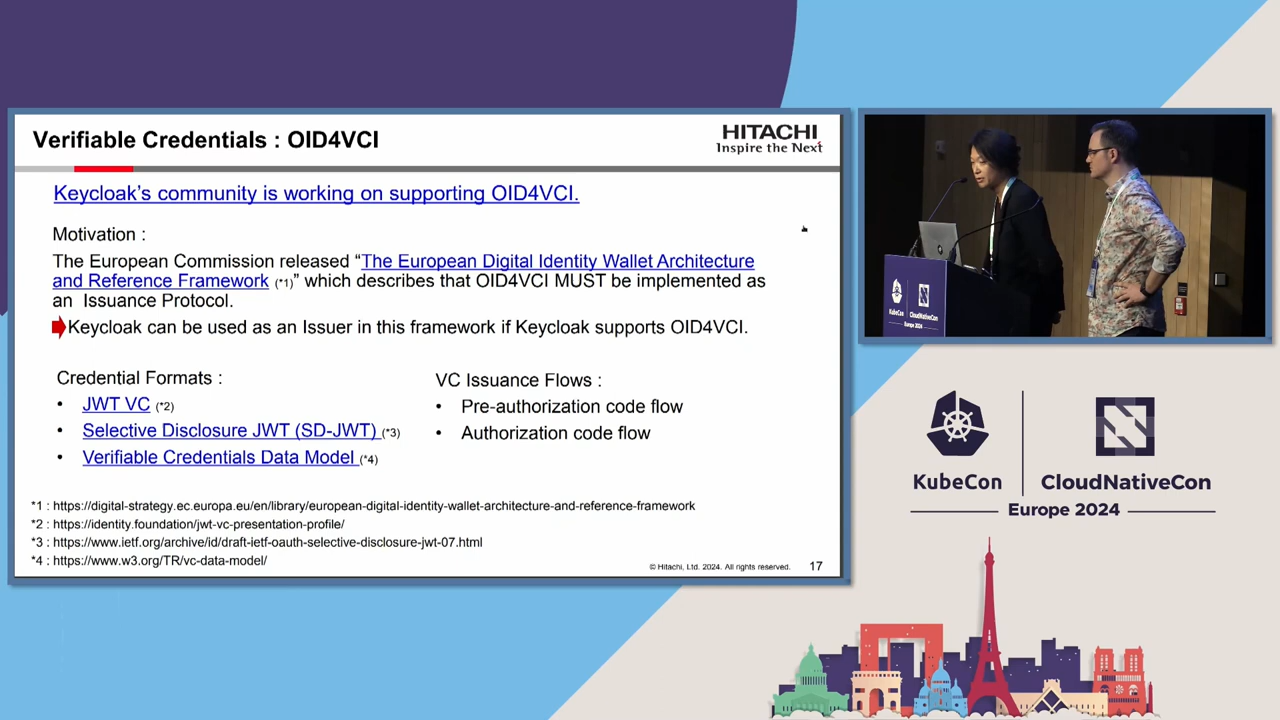 Verifiable Credentials : OID4VCI
HITACHI
Inspire the Next
Keycloak's community is working on supporting OID4VCI.
Motivation :
The European Commission released “The European Digital Identity Wallet Architecture
and Reference Framework (*1)” which describes that OID4VCI MUST be implemented as
an Issuance Protocol.
Keycloak can be used as an Issuer in this framework if Keycloak supports OID4VCI.
Credential Formats :
• JWT VC (*2)
• Selective Disclosure JWT (SD-JWT) (*3)
• Verifiable Credentials Data Model (*4)
VC Issuance Flows :
• Pre-authorization code flow
• Authorization code flow
*1 : https://digital-strategy.ec.europa.eu/en/library/european-digital-identity-wallet-architecture-and-reference-framework
*2 : https://identity.foundation/jwt-vc-presentation-profile/
*3 : https://www.ietf.org/archive/id/draft-ietf-oauth-selective-disclosure-jwt-07.html
*4 : https://www.w3.org/TR/vc-data-model/
© Hitachi, Ltd. 2024. All rights reserved.
17
KubeCon
CloudNativeCon
Europe 2024
KubeCon
CloudNativeCon
Europe 2024